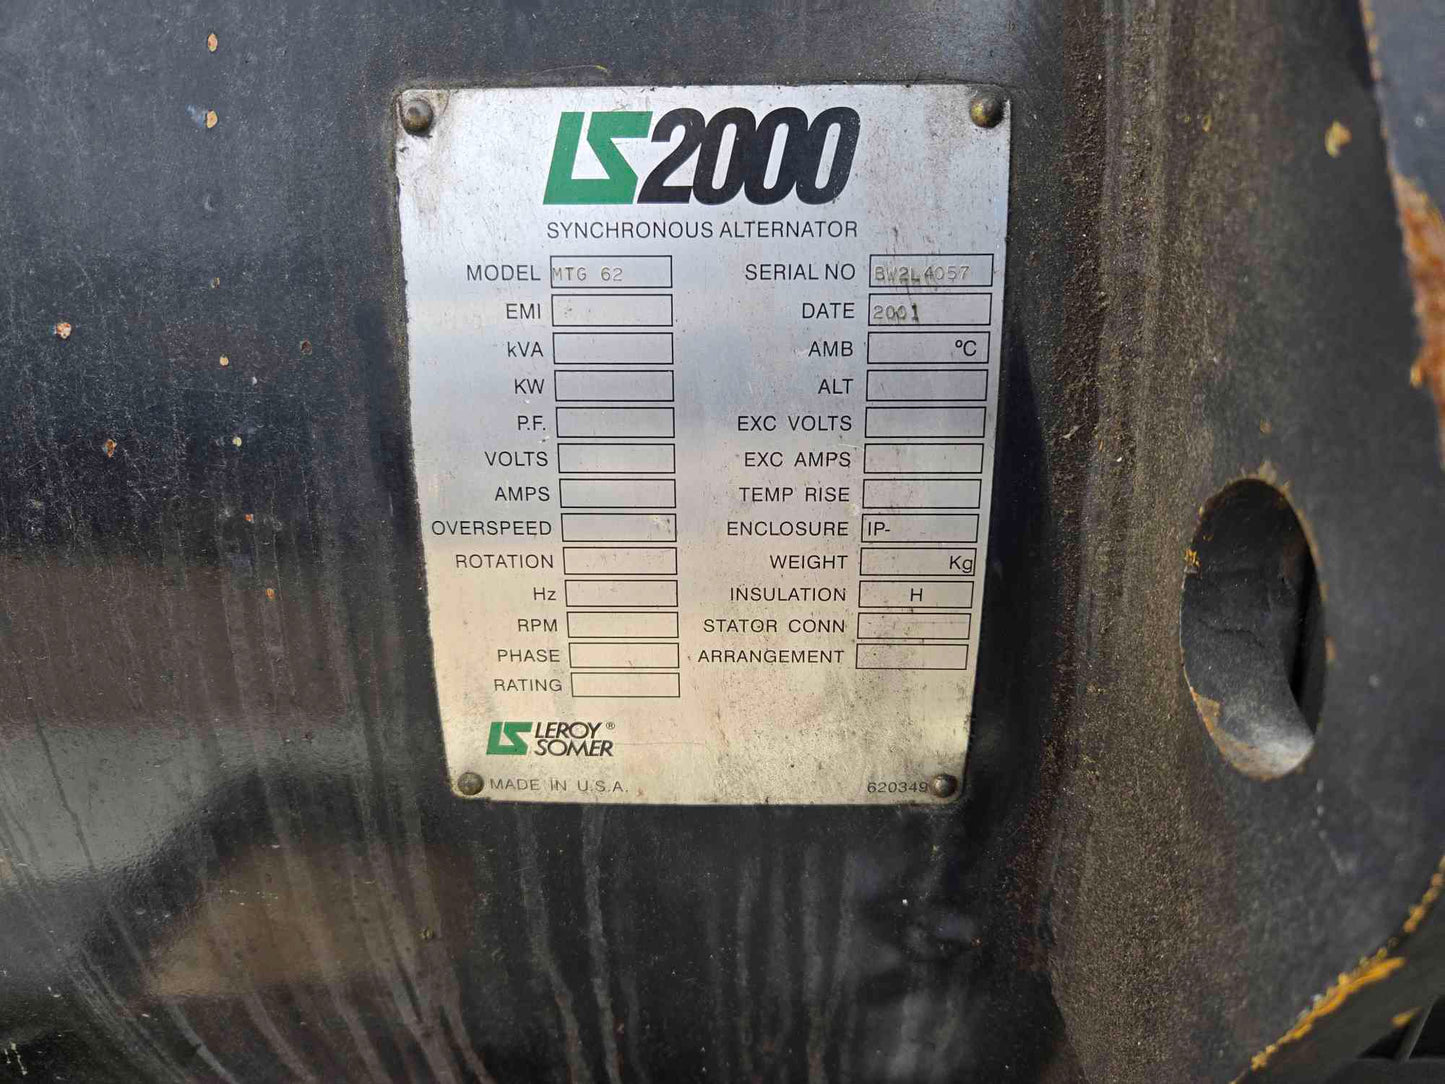 LS2000
SYNCHRONOUS ALTERNATOR
MODEL MTG 62 SERIAL NO BW2L4057
EMI DATE 2001
kVA AMB ºC
KW ALT
P.F. EXC VOLTS
VOLTS EXC AMPS
AMPS TEMP RISE
OVERSPEED ENCLOSURE IP-
ROTATION WEIGHT Kg
Hz INSULATION H
RPM STATOR CONN
PHASE ARRANGEMENT
RATING
LS LEROY®
SOMER
MADE IN U.S.A. 620349